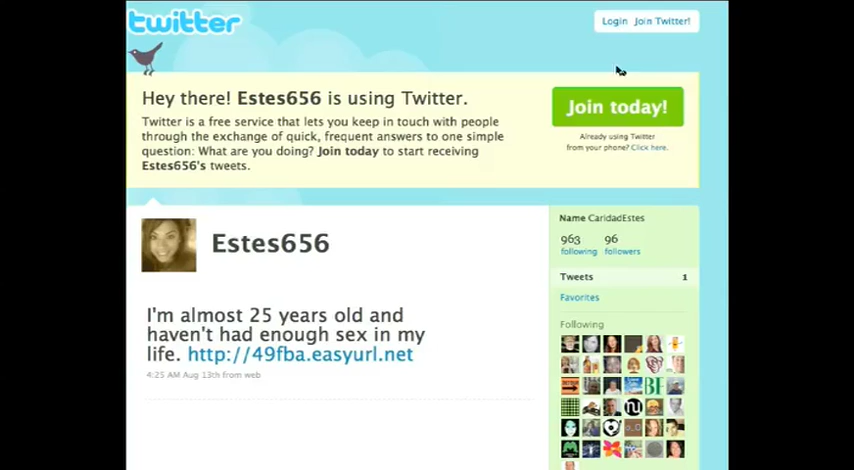 twitter
Login Join Twitter!
Hey there! Estes656 is using Twitter.
Twitter is a free service that lets you keep in touch with people
through the exchange of quick, frequent answers to one simple
question: What are you doing? Join today to start receiving
Estes656's tweets.
Join today!
Already using Twitter
from your phone? Click here.
Estes656
I'm almost 25 years old and
haven't had enough sex in my
life. http://49fba.easyurl.net
4:25 AM Aug 13th from web
Name CaridadEstes
963 96
following followers
Tweets 1
Favorites
Following
BF